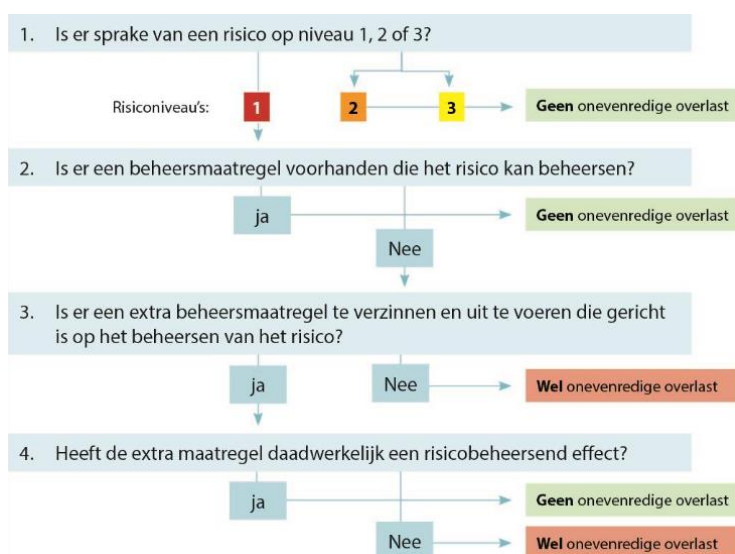 1. Is er sprake van een risico op niveau 1, 2 of 3?
Risiconiveau's: 1 2 3 Geen onevenredige overlast
2. Is er een beheersmaatregel voorhanden die het risico kan beheersen?
ja Geen onevenredige overlast
Nee
3. Is er een extra beheersmaatregel te verzinnen en uit te voeren die gericht
is op het beheersen van het risico?
ja Nee Wel onevenredige overlast
4. Heeft de extra maatregel daadwerkelijk een risicobeheersend effect?
ja Geen onevenredige overlast
Nee Wel onevenredige overlast